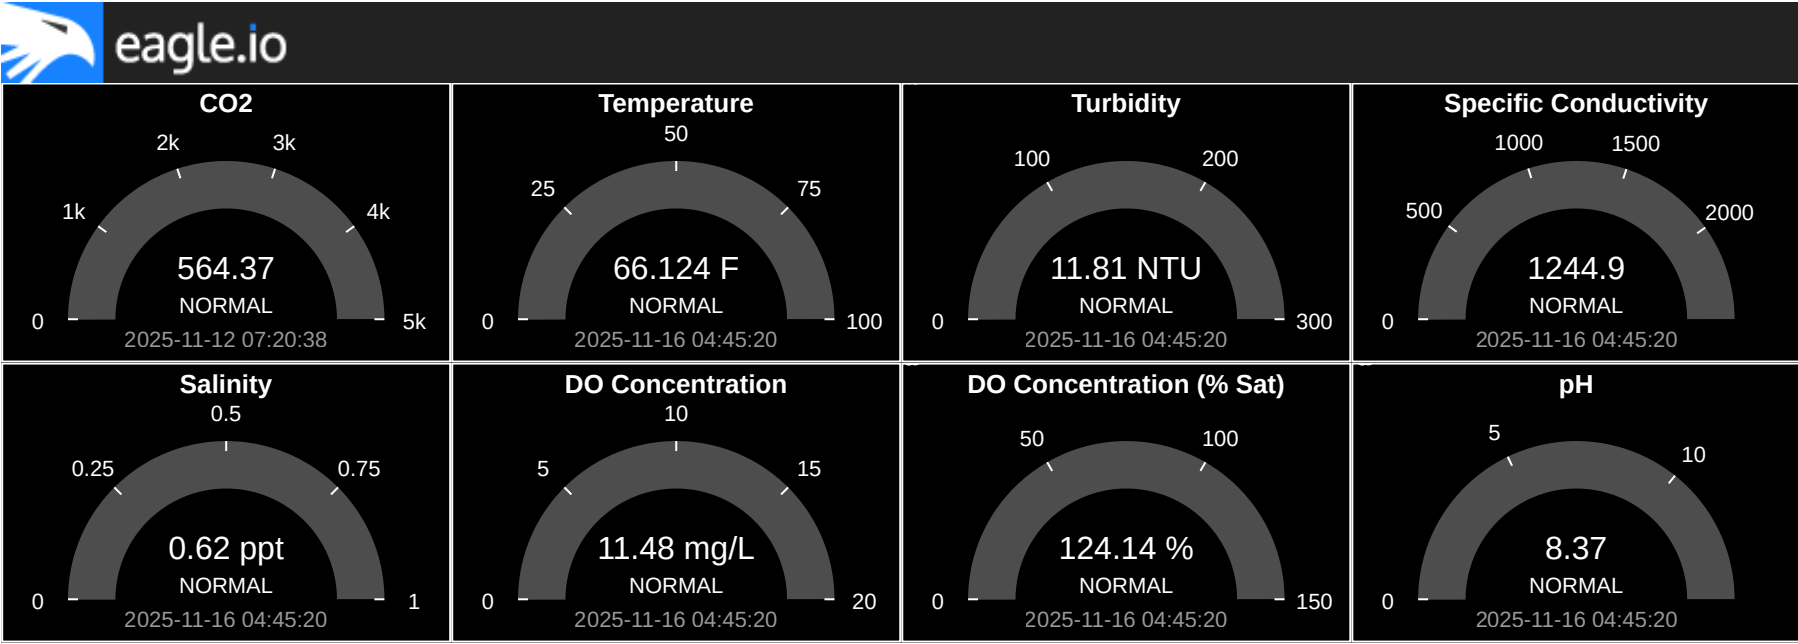 eagle.io
CO2
2k
3k
1k
4k
564.37
NORMAL
0
5k
2025-11-12 07:20:38
Temperature
50
25
75
66.124 F
NORMAL
0
100
2025-11-16 04:45:20
Turbidity
100
200
11.81 NTU
NORMAL
0
300
2025-11-16 04:45:20
Specific Conductivity
1000
1500
500
2000
1244.9
NORMAL
0
2025-11-16 04:45:20
Salinity
0.5
0.25
0.75
0.62 ppt
NORMAL
0
1
2025-11-16 04:45:20
DO Concentration
10
5
15
11.48 mg/L
NORMAL
0
20
2025-11-16 04:45:20
DO Concentration (% Sat)
50
100
124.14 %
NORMAL
0
150
2025-11-16 04:45:20
pH
5
10
8.37
NORMAL
0
2025-11-16 04:45:20